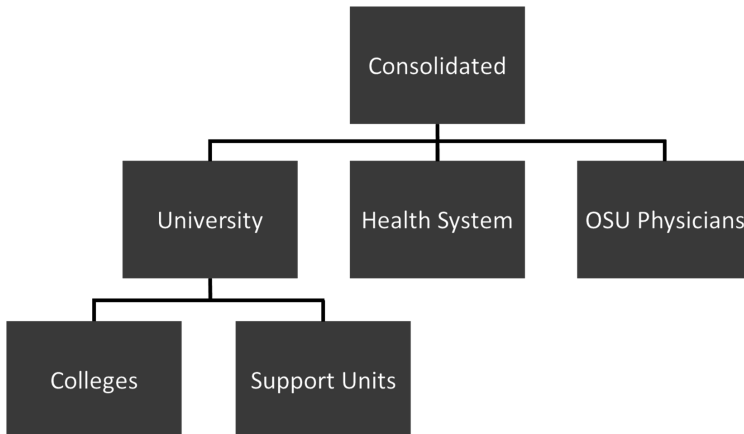 Consolidated
University
Health System
OSU Physicians
Colleges
Support Units